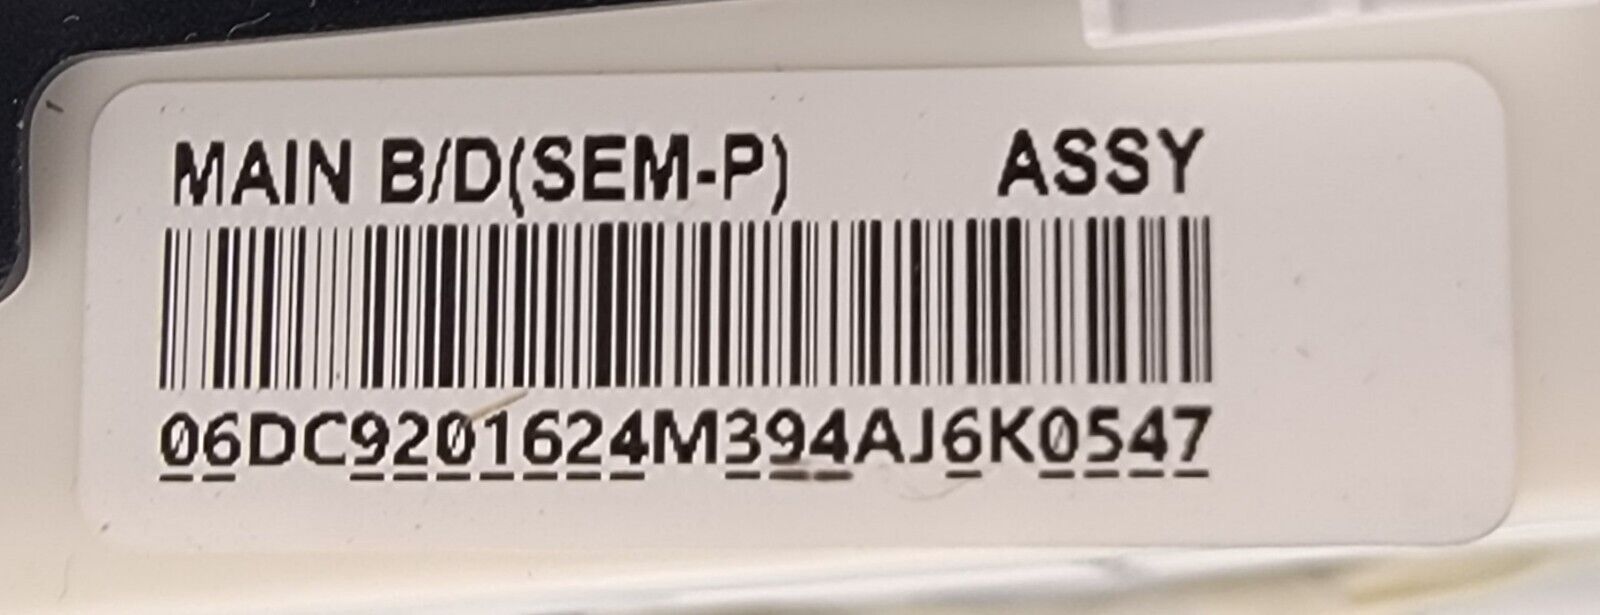 MAIN B/D(SEM-P) ASSY
06DC9201624M394AJ6K0547